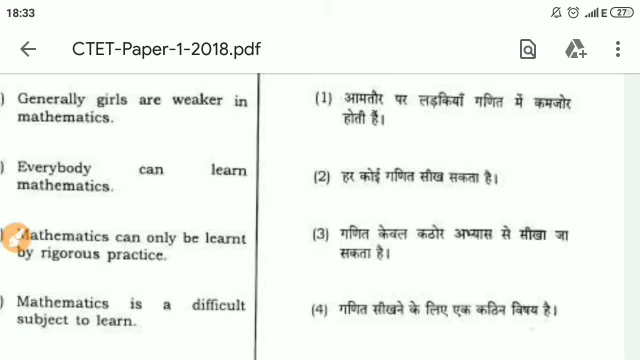 18:33
E 27
CTET-Paper-1-2018.pdf
) Generally girls are weaker in
mathematics.
) Everybody can learn
mathematics.
Mathematics can only be learnt
by rigorous practice.
) Mathematics is a difficult
subject to learn.
(1) आमतौर पर लड़कियाँ गणित में कमजोर
होती हैं।
(2) हर कोई गणित सीख सकता है।
(3) गणित केवल कठोर अभ्यास से सीखा जा
सकता है।
(4) गणित सीखने के लिए एक कठिन विषय है।